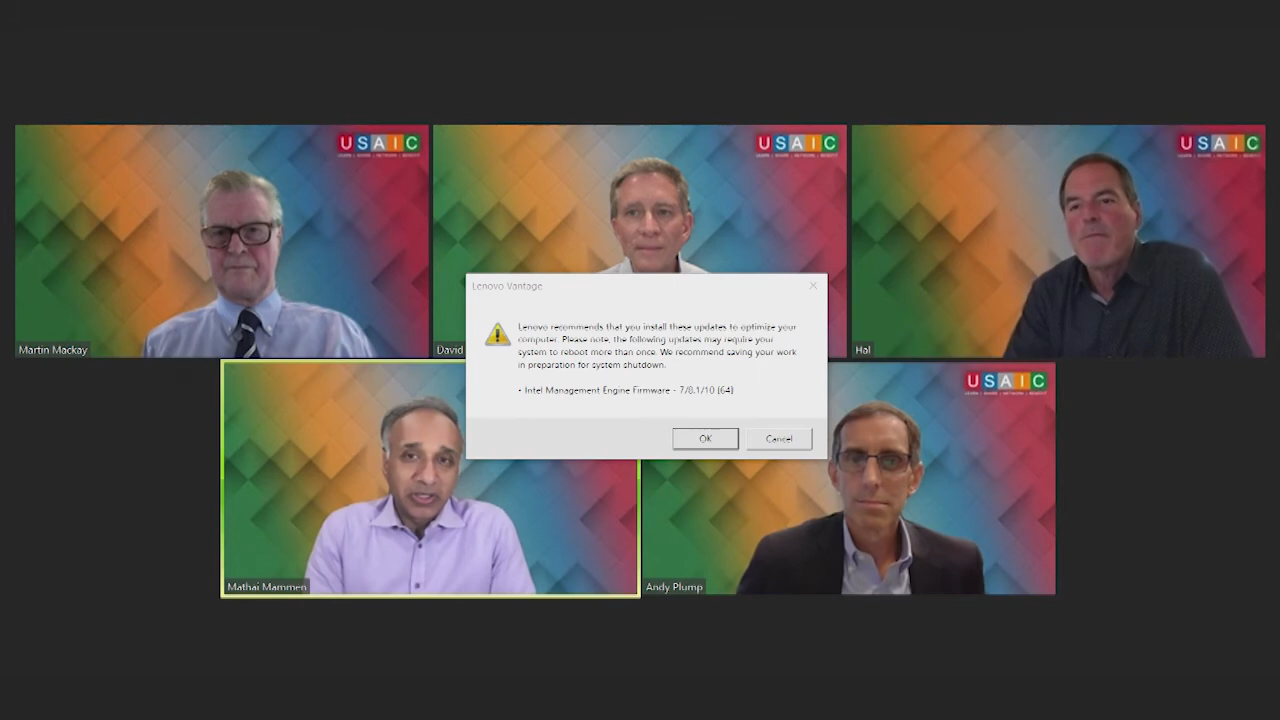 USAIC
USAIC
USAIC
Martin Mackay
David
Hal
Lenovo Vantage
Lenovo recommends that you install these updates to optimize your
computer. Please note, the following updates may require your
system to reboot more than once. We recommend saving your work
in preparation for system shutdown.
• Intel Management Engine Firmware - 7/8.1/10 (64)
OK
Cancel
USAIC
Mathai Mammen
Andy Plump